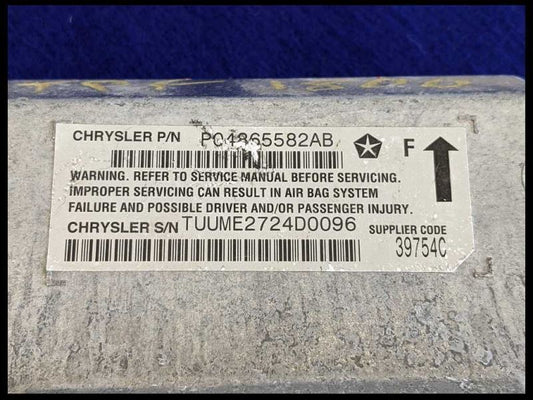 CHRYSLER P/N P04865582AB
F
WARNING. REFER TO SERVICE MANUAL BEFORE SERVICING.
IMPROPER SERVICING CAN RESULT IN AIR BAG SYSTEM
FAILURE AND POSSIBLE DRIVER AND/OR PASSENGER INJURY.
CHRYSLER S/N TUUME2724D0096
SUPPLIER CODE
39754C